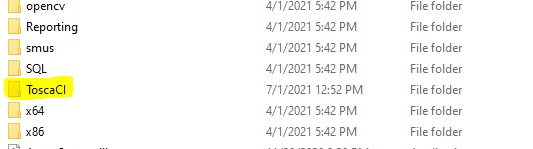 opencv 4/1/2021 5:42 PM File folder
Reporting 4/1/2021 5:42 PM File folder
smus 4/1/2021 5:42 PM File folder
SQL 4/1/2021 5:42 PM File folder
ToscaCI 7/1/2021 12:52 PM File folder
x64 4/1/2021 5:42 PM File folder
x86 4/1/2021 5:42 PM File folder